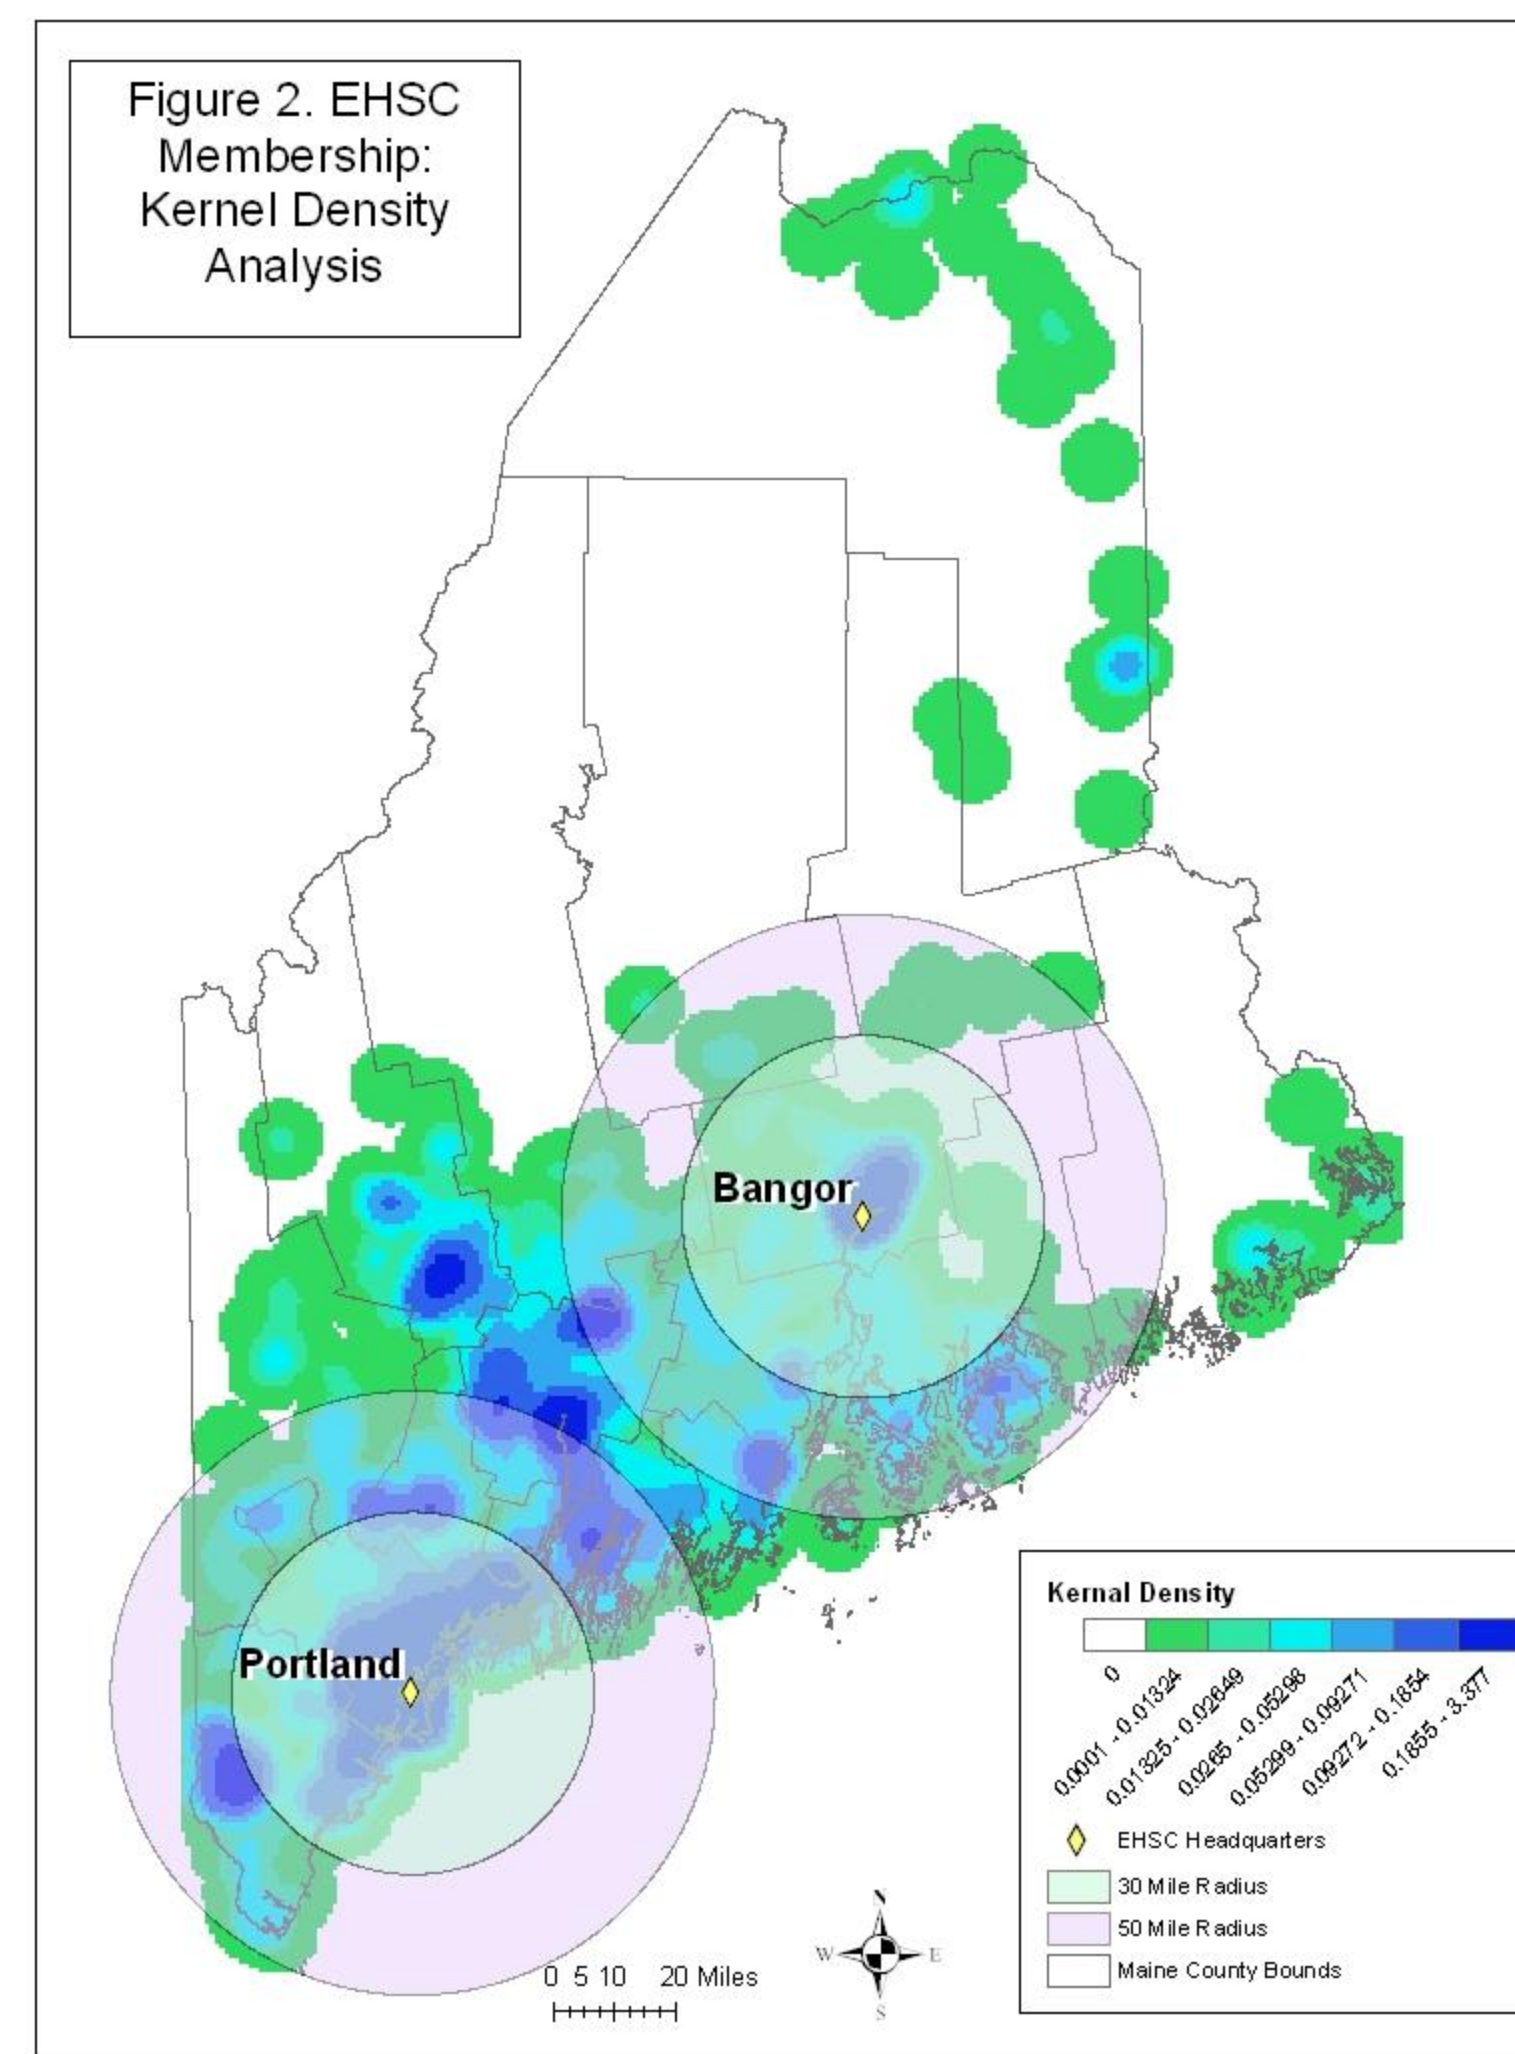 Figure 2. EHSC
Membership:
Kernel Density
Analysis
Bangor
Portland
0 5 10 20 Miles
N
W E
S
Kernal Density
0
0.0001 - 0.01324
0.01325 - 0.02649
0.0265 - 0.05298
0.05299 - 0.09271
0.09272 - 0.1854
0.1855 - 3.377
EHSC Headquarters
30 Mile Radius
50 Mile Radius
Maine County Bounds